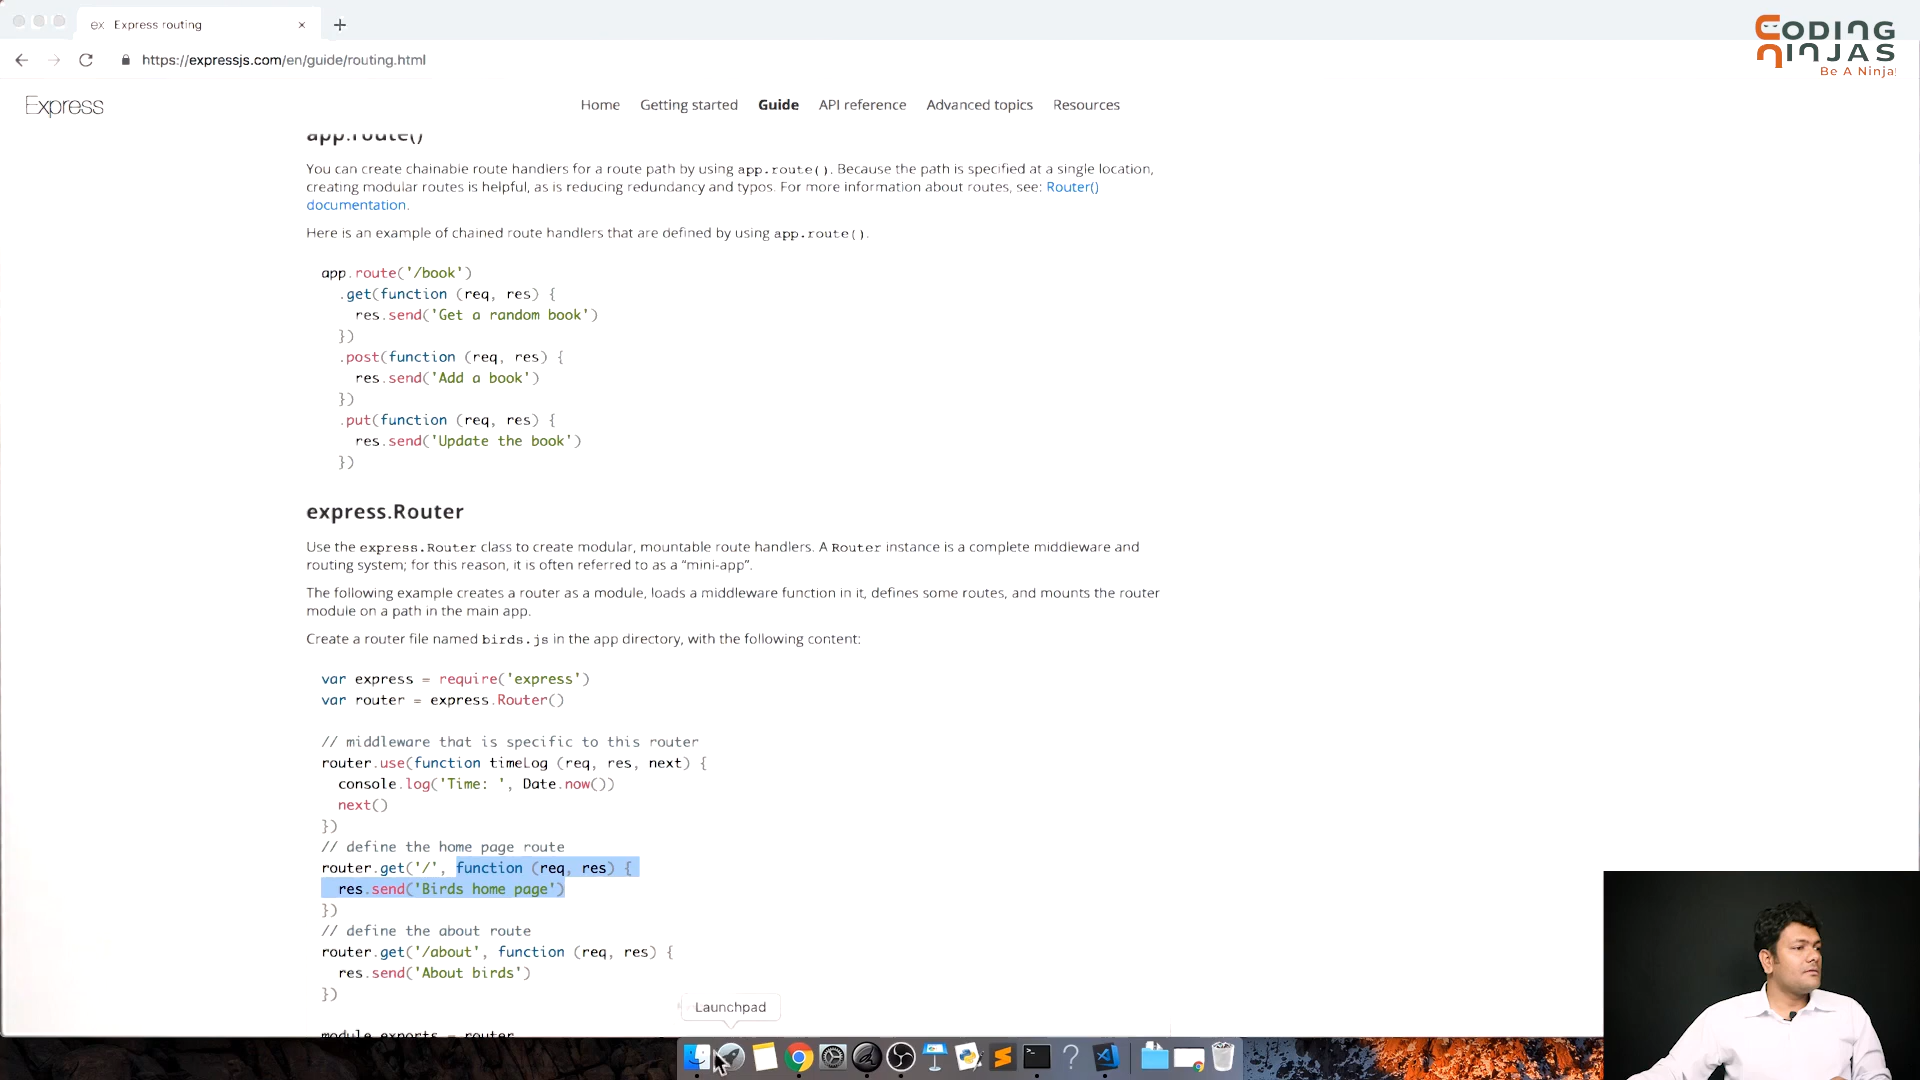 ex Express routing × +
https://expressjs.com/en/guide/routing.html
CODING
NINJAS
Be A Ninja!
Express
Home Getting started Guide API reference Advanced topics Resources
app.route()
You can create chainable route handlers for a route path by using app.route(). Because the path is specified at a single location,
creating modular routes is helpful, as is reducing redundancy and typos. For more information about routes, see: Router()
documentation.
Here is an example of chained route handlers that are defined by using app.route().
app.route('/book')
.get(function (req, res) {
res.send('Get a random book')
})
.post(function (req, res) {
res.send('Add a book')
})
.put(function (req, res) {
res.send('Update the book')
})
express.Router
Use the express.Router class to create modular, mountable route handlers. A Router instance is a complete middleware and
routing system; for this reason, it is often referred to as a “mini-app”.
The following example creates a router as a module, loads a middleware function in it, defines some routes, and mounts the router
module on a path in the main app.
Create a router file named birds.js in the app directory, with the following content:
var express = require('express')
var router = express.Router()
// middleware that is specific to this router
router.use(function timeLog (req, res, next) {
console.log('Time: ', Date.now())
next()
})
// define the home page route
router.get('/', function (req, res) {
res.send('Birds home page')
})
// define the about route
router.get('/about', function (req, res) {
res.send('About birds')
})
module.exports = router
Launchpad